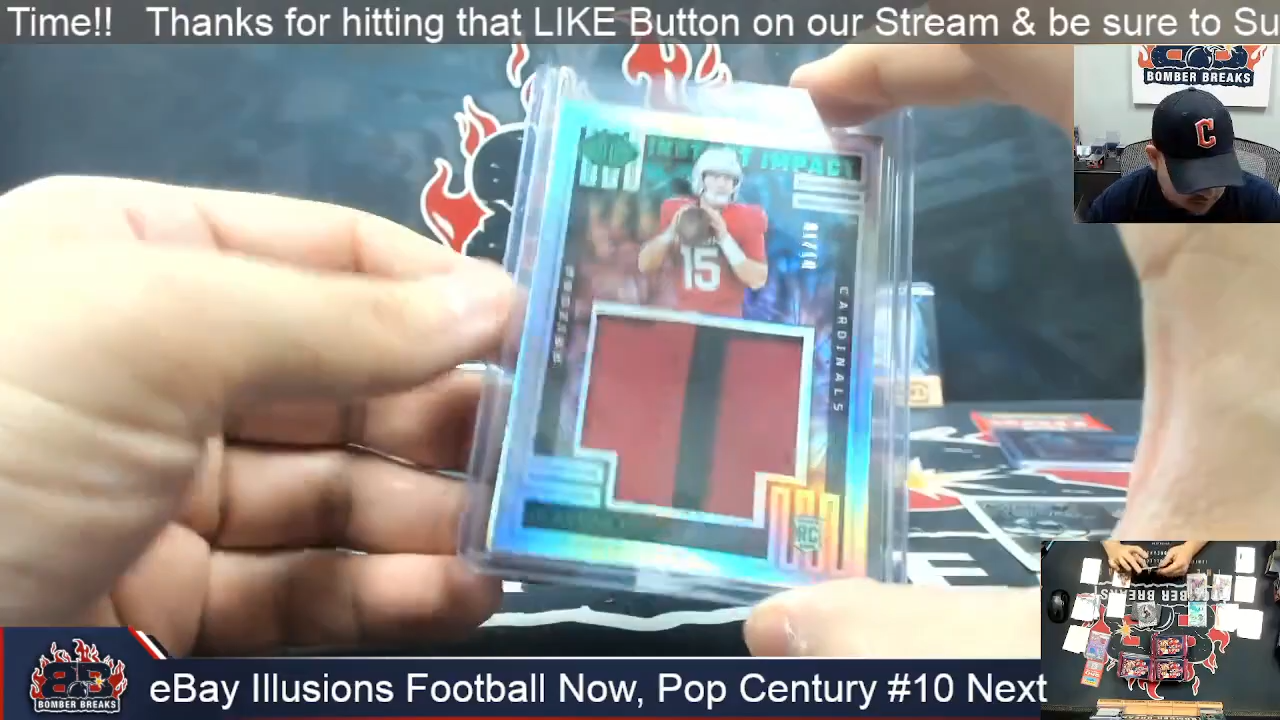 Time!! Thanks for hitting that LIKE Button on our Stream & be sure to Su
BOMBER BREAKS
C
INSTANT IMPACT
15
CARDINALS
RC
BOMBER BREAKS
eBay Illusions Football Now, Pop Century #10 Next